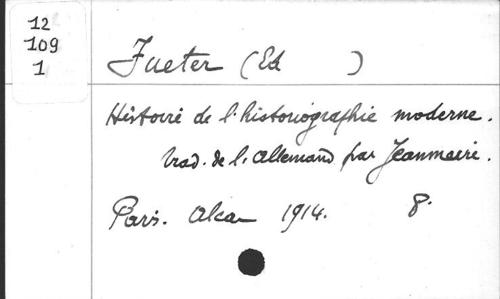 12
109
1
Fueter (Ed )
Histoire de l'historiographie moderne.
trad. de l'allemand par Jeanmaire.
Paris. Alcan 1914. 8.